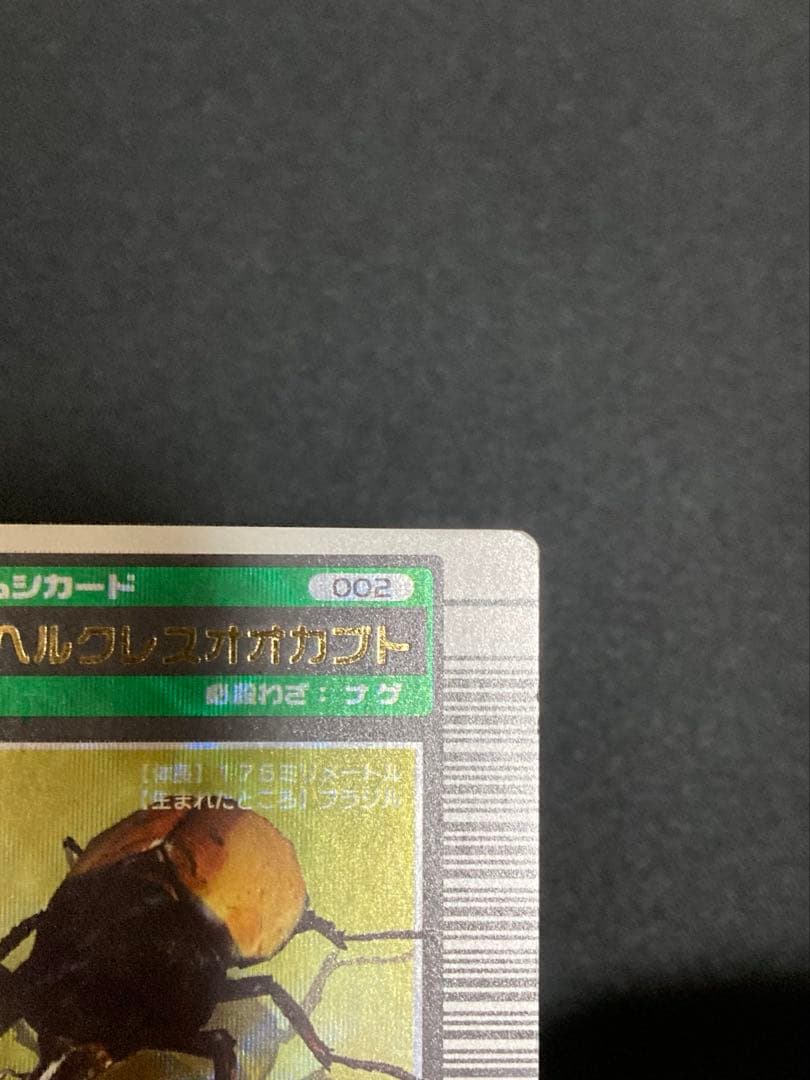 ムシカード 002
ヘルクレスオオカブト
必殺わざ：ナゲ
【体長】175ミリメートル
【生まれたところ】ブラジル